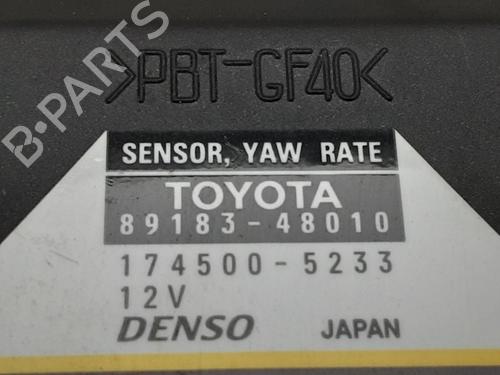 >PBT-GF40<
SENSOR, YAW RATE
TOYOTA
89183-48010
174500-5233
12V
DENSO JAPAN
B-PARTS